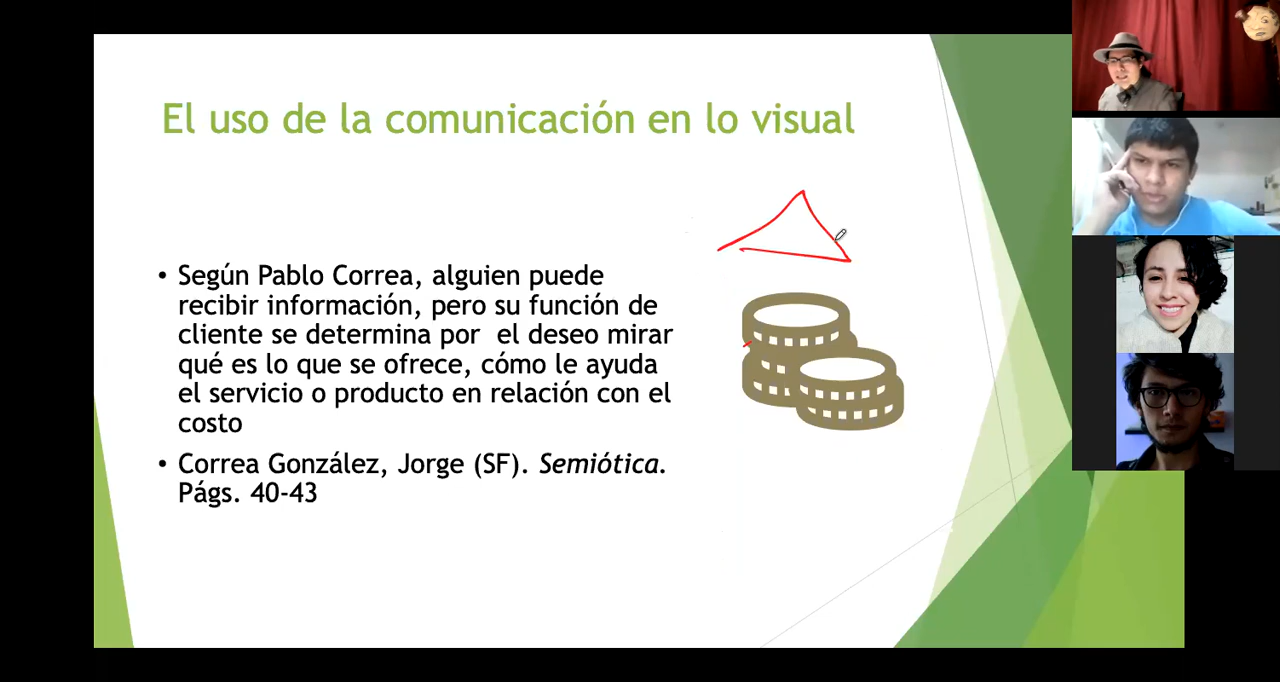 El uso de la comunicación en lo visual
• Según Pablo Correa, alguien puede
recibir información, pero su función de
cliente se determina por el deseo mirar
qué es lo que se ofrece, cómo le ayuda
el servicio o producto en relación con el
costo
• Correa González, Jorge (SF). Semiótica.
Págs. 40-43